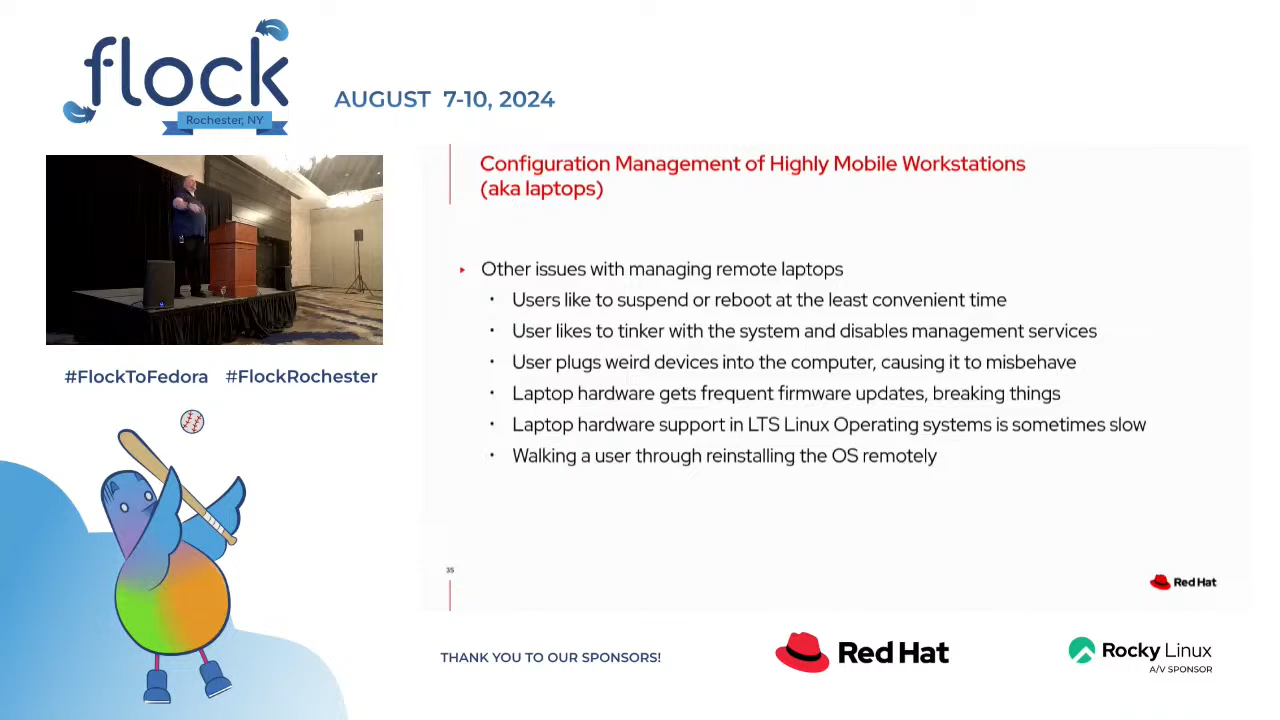 flock
Rochester, NY
AUGUST 7-10, 2024
Configuration Management of Highly Mobile Workstations
(aka laptops)
Other issues with managing remote laptops
Users like to suspend or reboot at the least convenient time
User likes to tinker with the system and disables management services
User plugs weird devices into the computer, causing it to misbehave
Laptop hardware gets frequent firmware updates, breaking things
Laptop hardware support in LTS Linux Operating systems is sometimes slow
Walking a user through reinstalling the OS remotely
35
Red Hat
#FlockToFedora #FlockRochester
THANK YOU TO OUR SPONSORS!
Red Hat
Rocky Linux
A/V SPONSOR